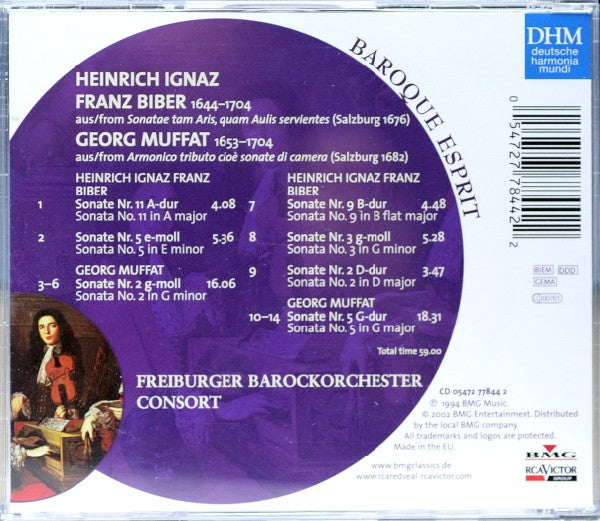 HEINRICH IGNAZ
FRANZ BIBER 1644–1704
aus/from Sonatae tam Aris, quam Aulis servientes (Salzburg 1676)
GEORG MUFFAT 1653–1704
aus/from Armonico tributo cioè sonate di camera (Salzburg 1682)
HEINRICH IGNAZ FRANZ
BIBER
1 Sonate Nr. 11 A-dur 4.08
Sonata No. 11 in A major
2 Sonate Nr. 5 e-moll 5.36
Sonata No. 5 in E minor
GEORG MUFFAT
3–6 Sonate Nr. 2 g-moll 16.06
Sonata No. 2 in G minor
HEINRICH IGNAZ FRANZ
BIBER
7 Sonate Nr. 9 B-dur 4.48
Sonata No. 9 in B flat major
8 Sonate Nr. 3 g-moll 5.28
Sonata No. 3 in G minor
9 Sonate Nr. 2 D-dur 3.47
Sonata No. 2 in D major
GEORG MUFFAT
10–14 Sonate Nr. 5 G-dur 18.31
Sonata No. 5 in G major
Total time 59.00
FREIBURGER BAROCKORCHESTER
CONSORT
BAROQUE ESPRIT
DHM
deutsche
harmonia
mundi
0 54727 78442 2
BIEM DDD
GEMA
CD 05472 77844 2
℗ 1994 BMG Music.
© 2002 BMG Entertainment. Distributed
by the local BMG company.
All trademarks and logos are protected.
Made in the EU.
www.bmgclassics.de
www.rcaredseal-rcavictor.com
BMG
RCA VICTOR
GROUP